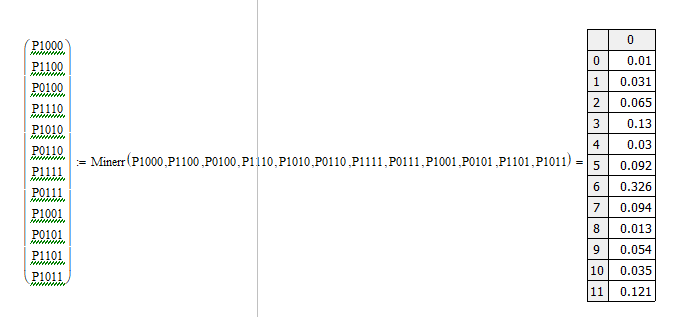 P1000
P1100
P0100
P1110
P1010
P0110
P1111
P0111
P1001
P0101
P1101
P1011
:= Minerr(P1000,P1100,P0100,P1110,P1010,P0110,P1111,P0111,P1001,P0101,P1101,P1011) =
0
0 0.01
1 0.031
2 0.065
3 0.13
4 0.03
5 0.092
6 0.326
7 0.094
8 0.013
9 0.054
10 0.035
11 0.121